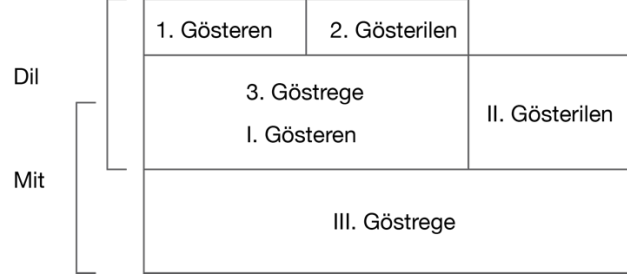 1. Gösteren 2. Gösterilen
Dil
3. Göstrege
II. Gösterilen
I. Gösteren
Mit
III. Göstrege